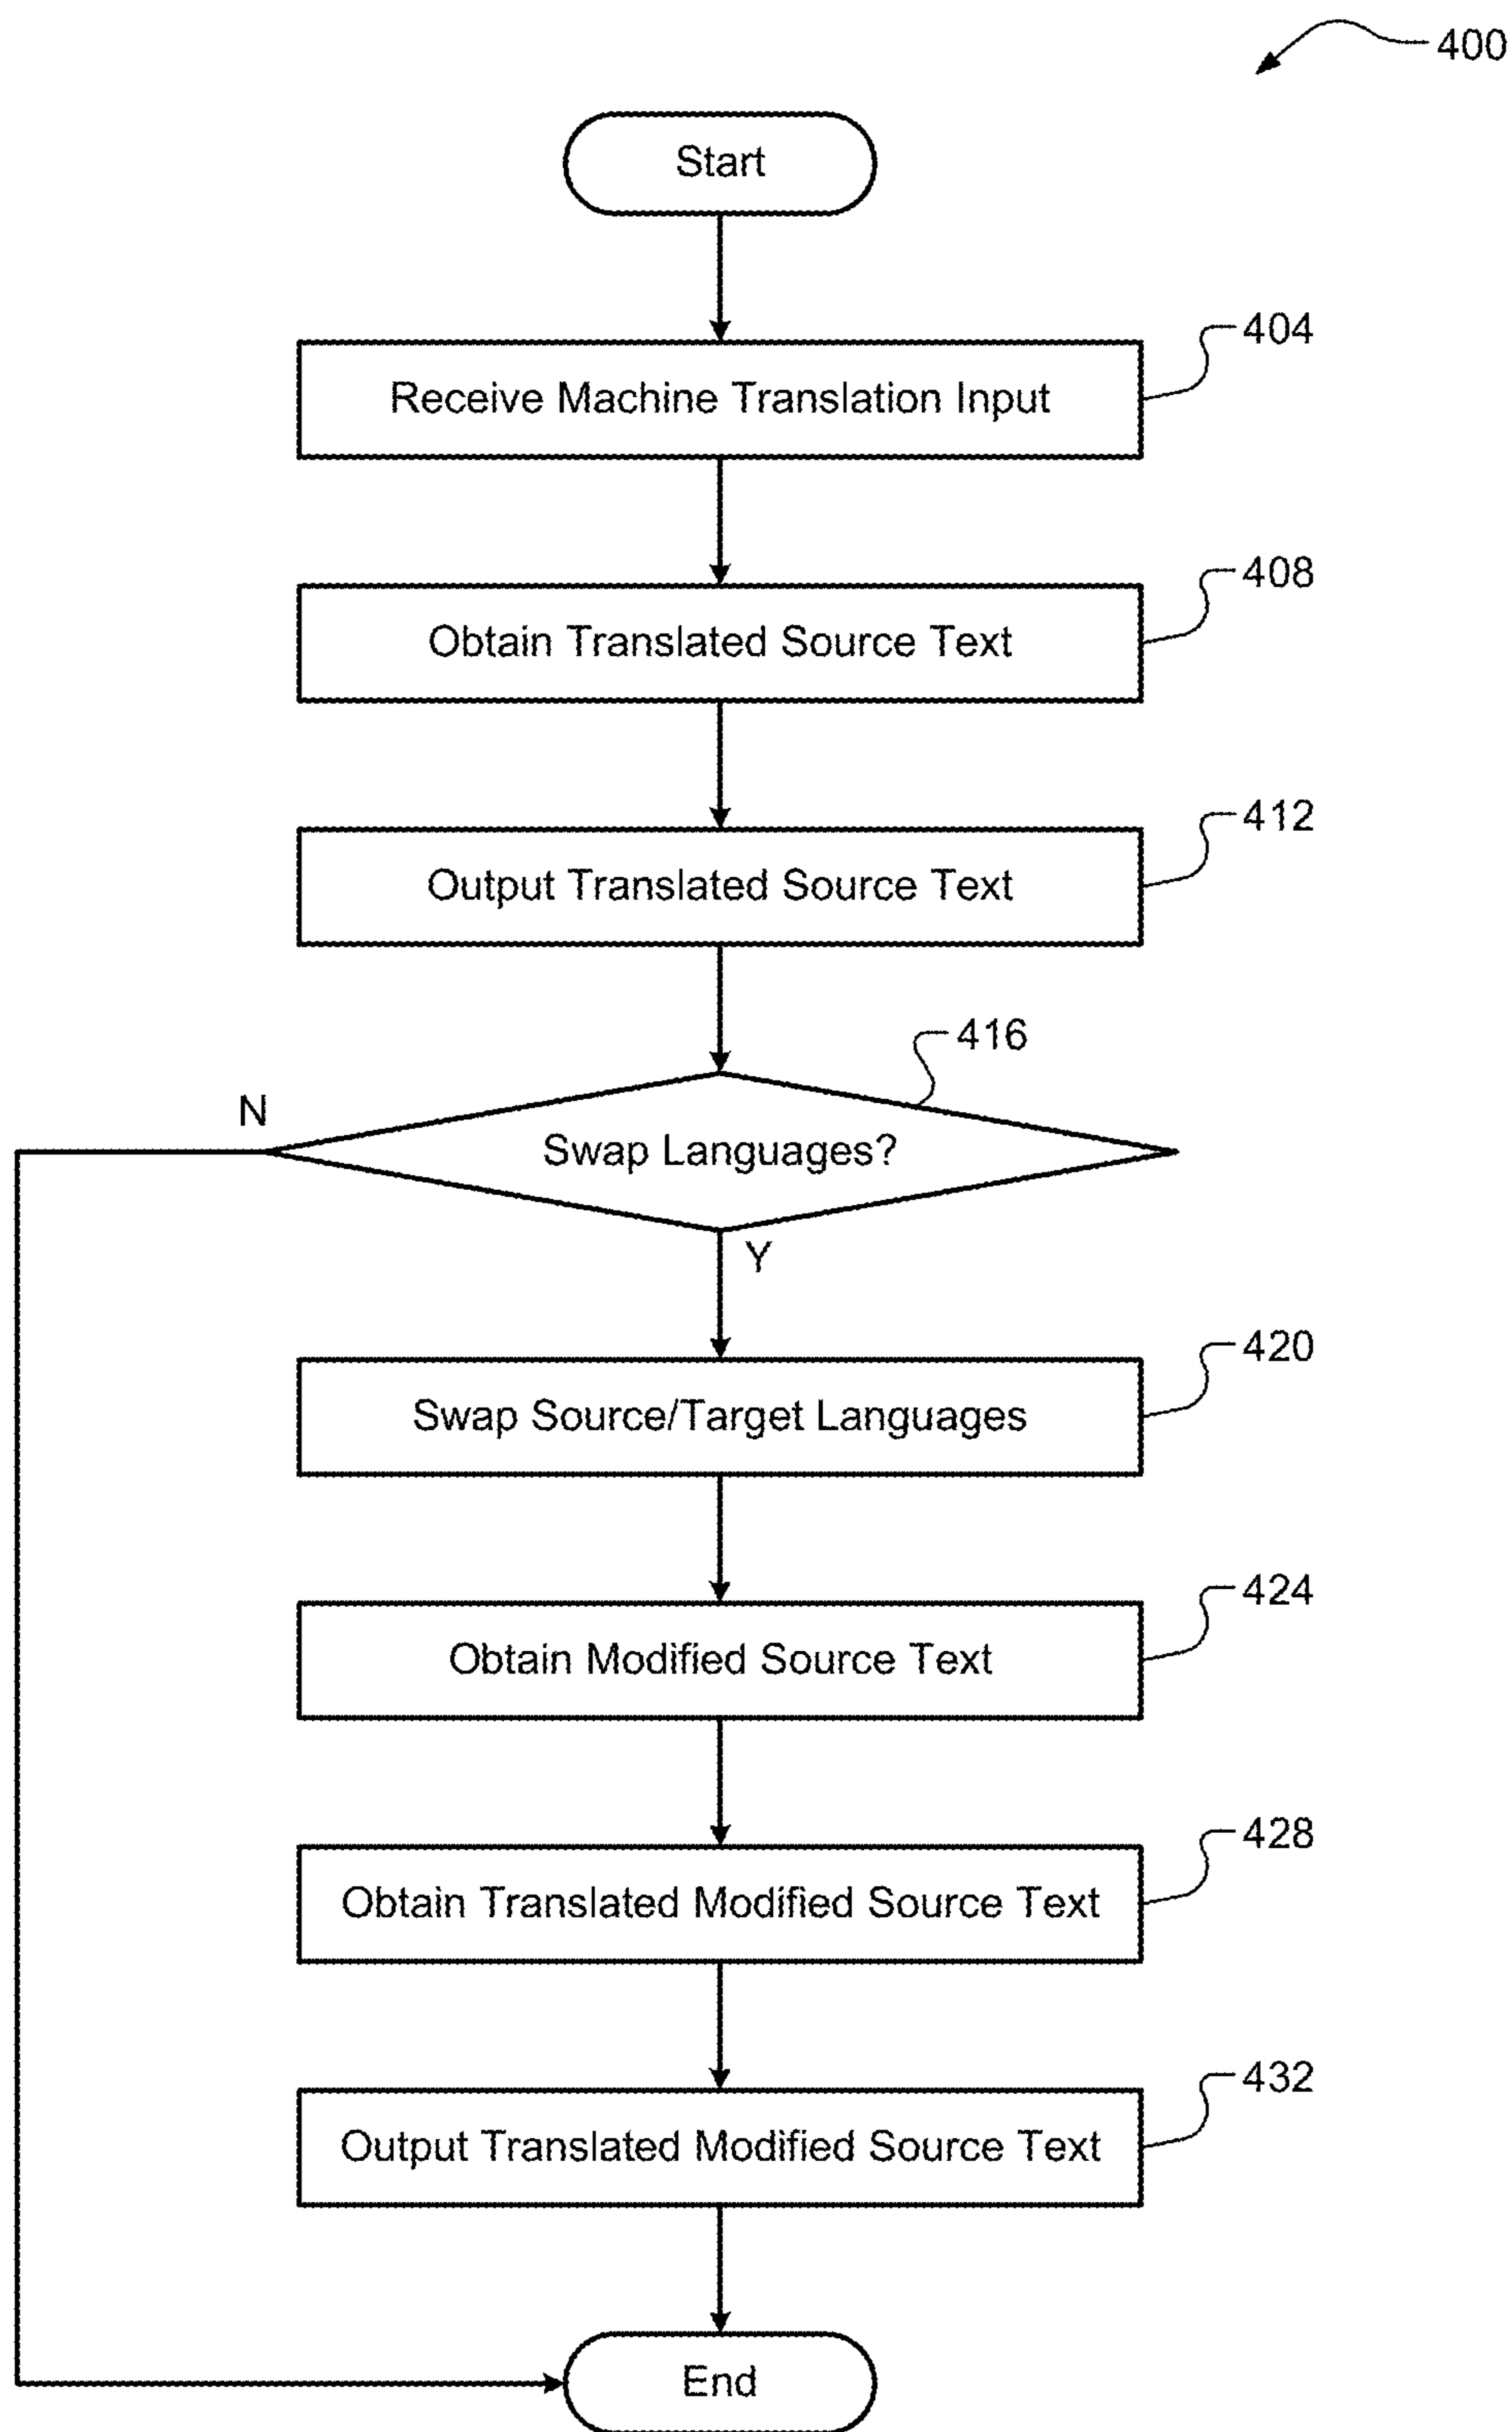 400
Start
404
Receive Machine Translation Input
408
Obtain Translated Source Text
412
Output Translated Source Text
416
N
Swap Languages?
Y
420
Swap Source/Target Languages
424
Obtain Modified Source Text
428
Obtain Translated Modified Source Text
432
Output Translated Modified Source Text
End